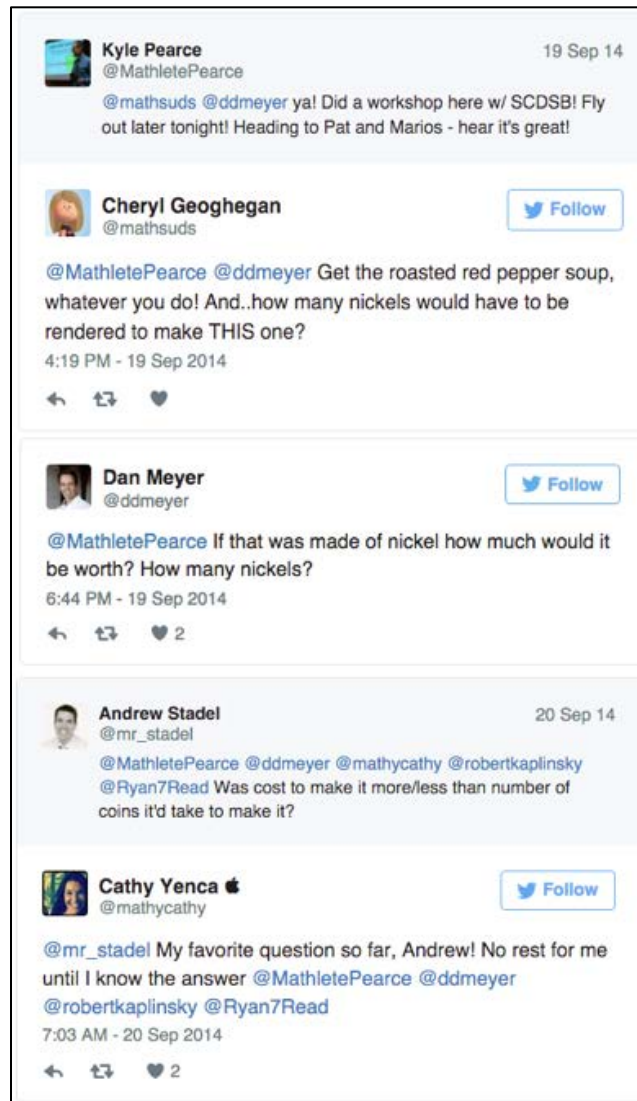 Kyle Pearce
19 Sep 14
@MathletePearce
@mathsuds @ddmeyer ya! Did a workshop here w/ SCDSB! Fly
out later tonight! Heading to Pat and Marios - hear it's great!
Cheryl Geoghegan
Follow
@mathsuds
@MathletePearce @ddmeyer Get the roasted red pepper soup,
whatever you do! And..how many nickels would have to be
rendered to make THIS one?
4:19 PM - 19 Sep 2014
Dan Meyer
Follow
@ddmeyer
@MathletePearce If that was made of nickel how much would it
be worth? How many nickels?
6:44 PM - 19 Sep 2014
2
Andrew Stadel
20 Sep 14
@mr_stadel
@MathletePearce @ddmeyer @mathycathy @robertkaplinsky
@Ryan7Read Was cost to make it more/less than number of
coins it'd take to make it?
Cathy Yenca
Follow
@mathycathy
@mr_stadel My favorite question so far, Andrew! No rest for me
until I know the answer @MathletePearce @ddmeyer
@robertkaplinsky @Ryan7Read
7:03 AM - 20 Sep 2014
2